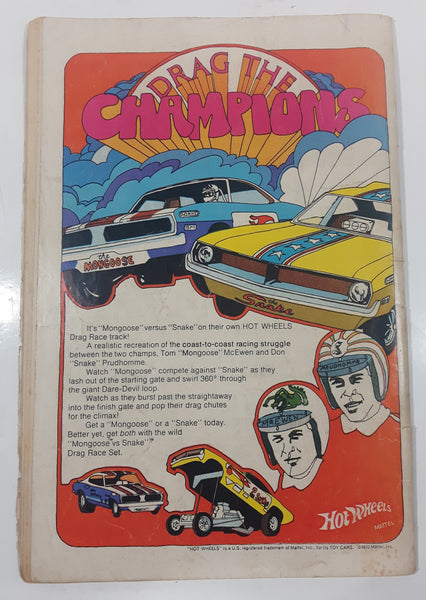 DRAG THE
CHAMPIONS
the
MONGOOSE
the
Snake
It's "Mongoose" versus "Snake" on their own HOT WHEELS
Drag Race track!
A realistic recreation of the coast-to-coast racing struggle
between the two champs, Tom "Mongoose" McEwen and Don
"Snake" Prudhomme.
Watch "Mongoose" compete against "Snake" as they
lash out of the starting gate and swirl 360° through
the giant Dare-Devil loop.
Watch as they burst past the straightaway
into the finish gate and pop their drag chutes
for the climax!
Get a "Mongoose" or a "Snake" today.
Better yet, get both with the wild
"Mongoose vs Snake"™
Drag Race Set.
PRUDHOMME
McEWEN
Hot Wheels
MATTEL
"HOT WHEELS" is a U.S. registered trademark of Mattel, Inc., for its TOY CARS. ©1970 Mattel, Inc.